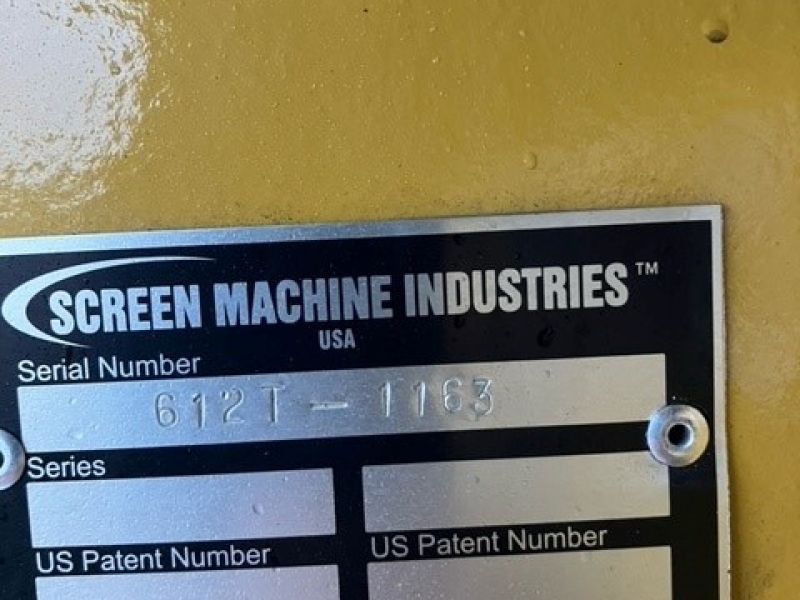 SCREEN MACHINE INDUSTRIES™
USA
Serial Number
612T-1163
Series
US Patent Number
US Patent Number